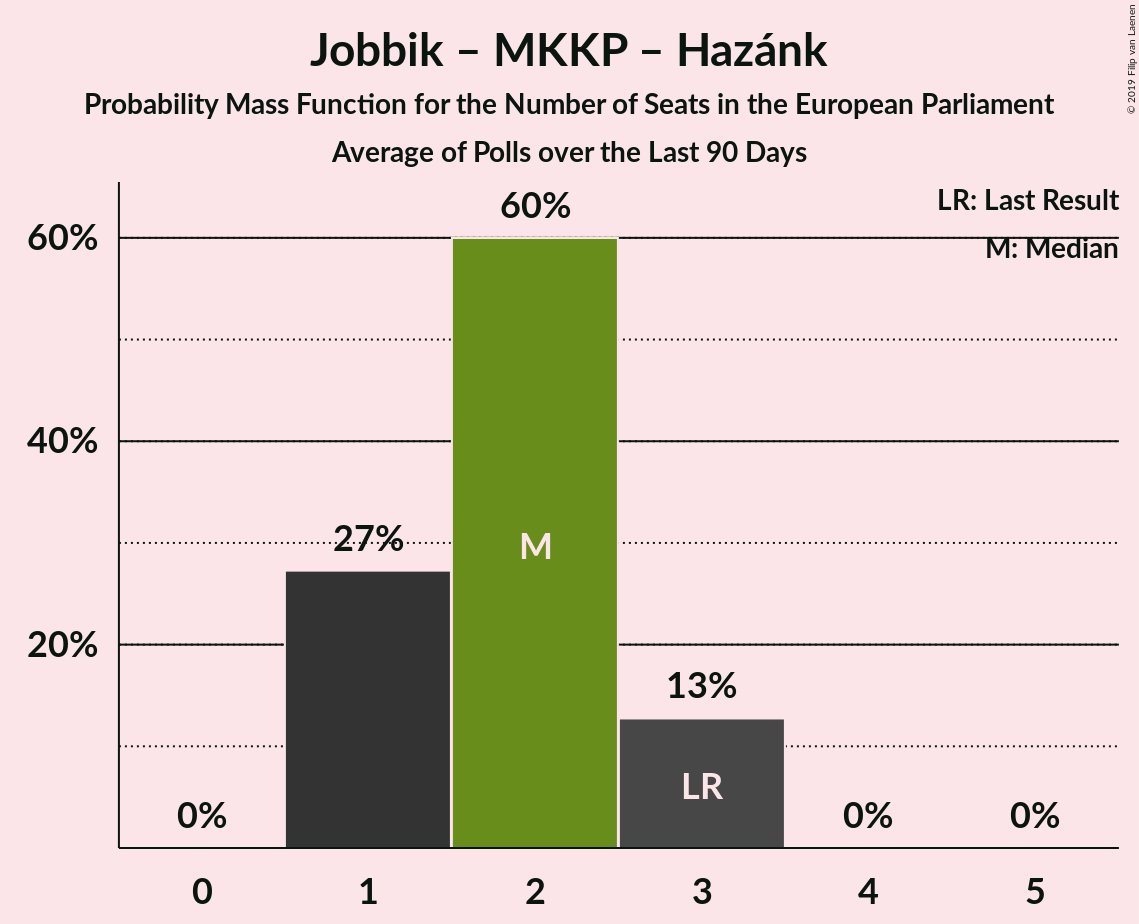 Jobbik – MKKP – Hazánk
Probability Mass Function for the Number of Seats in the European Parliament
Average of Polls over the Last 90 Days
© 2019 Filip van Laenen
LR: Last Result
M: Median
60%
40%
20%
0%
27%
60%
M
13%
LR
0%
0%
0 1 2 3 4 5